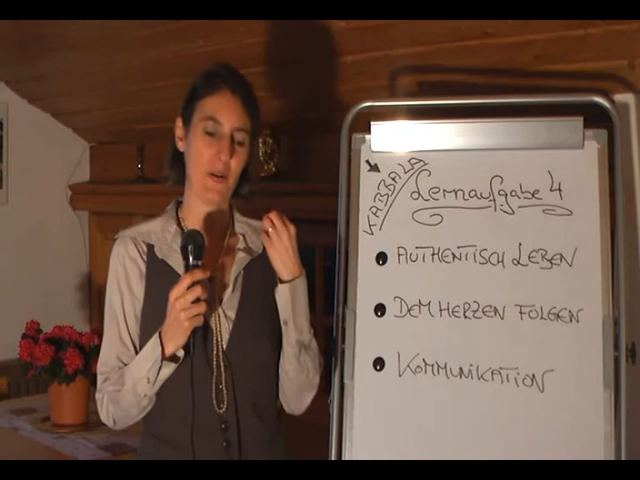 KABBALA
Lernaufgabe 4
AUTHENTISCH LEBEN
DEM HERZEN FOLGEN
KOMMUNIKATION